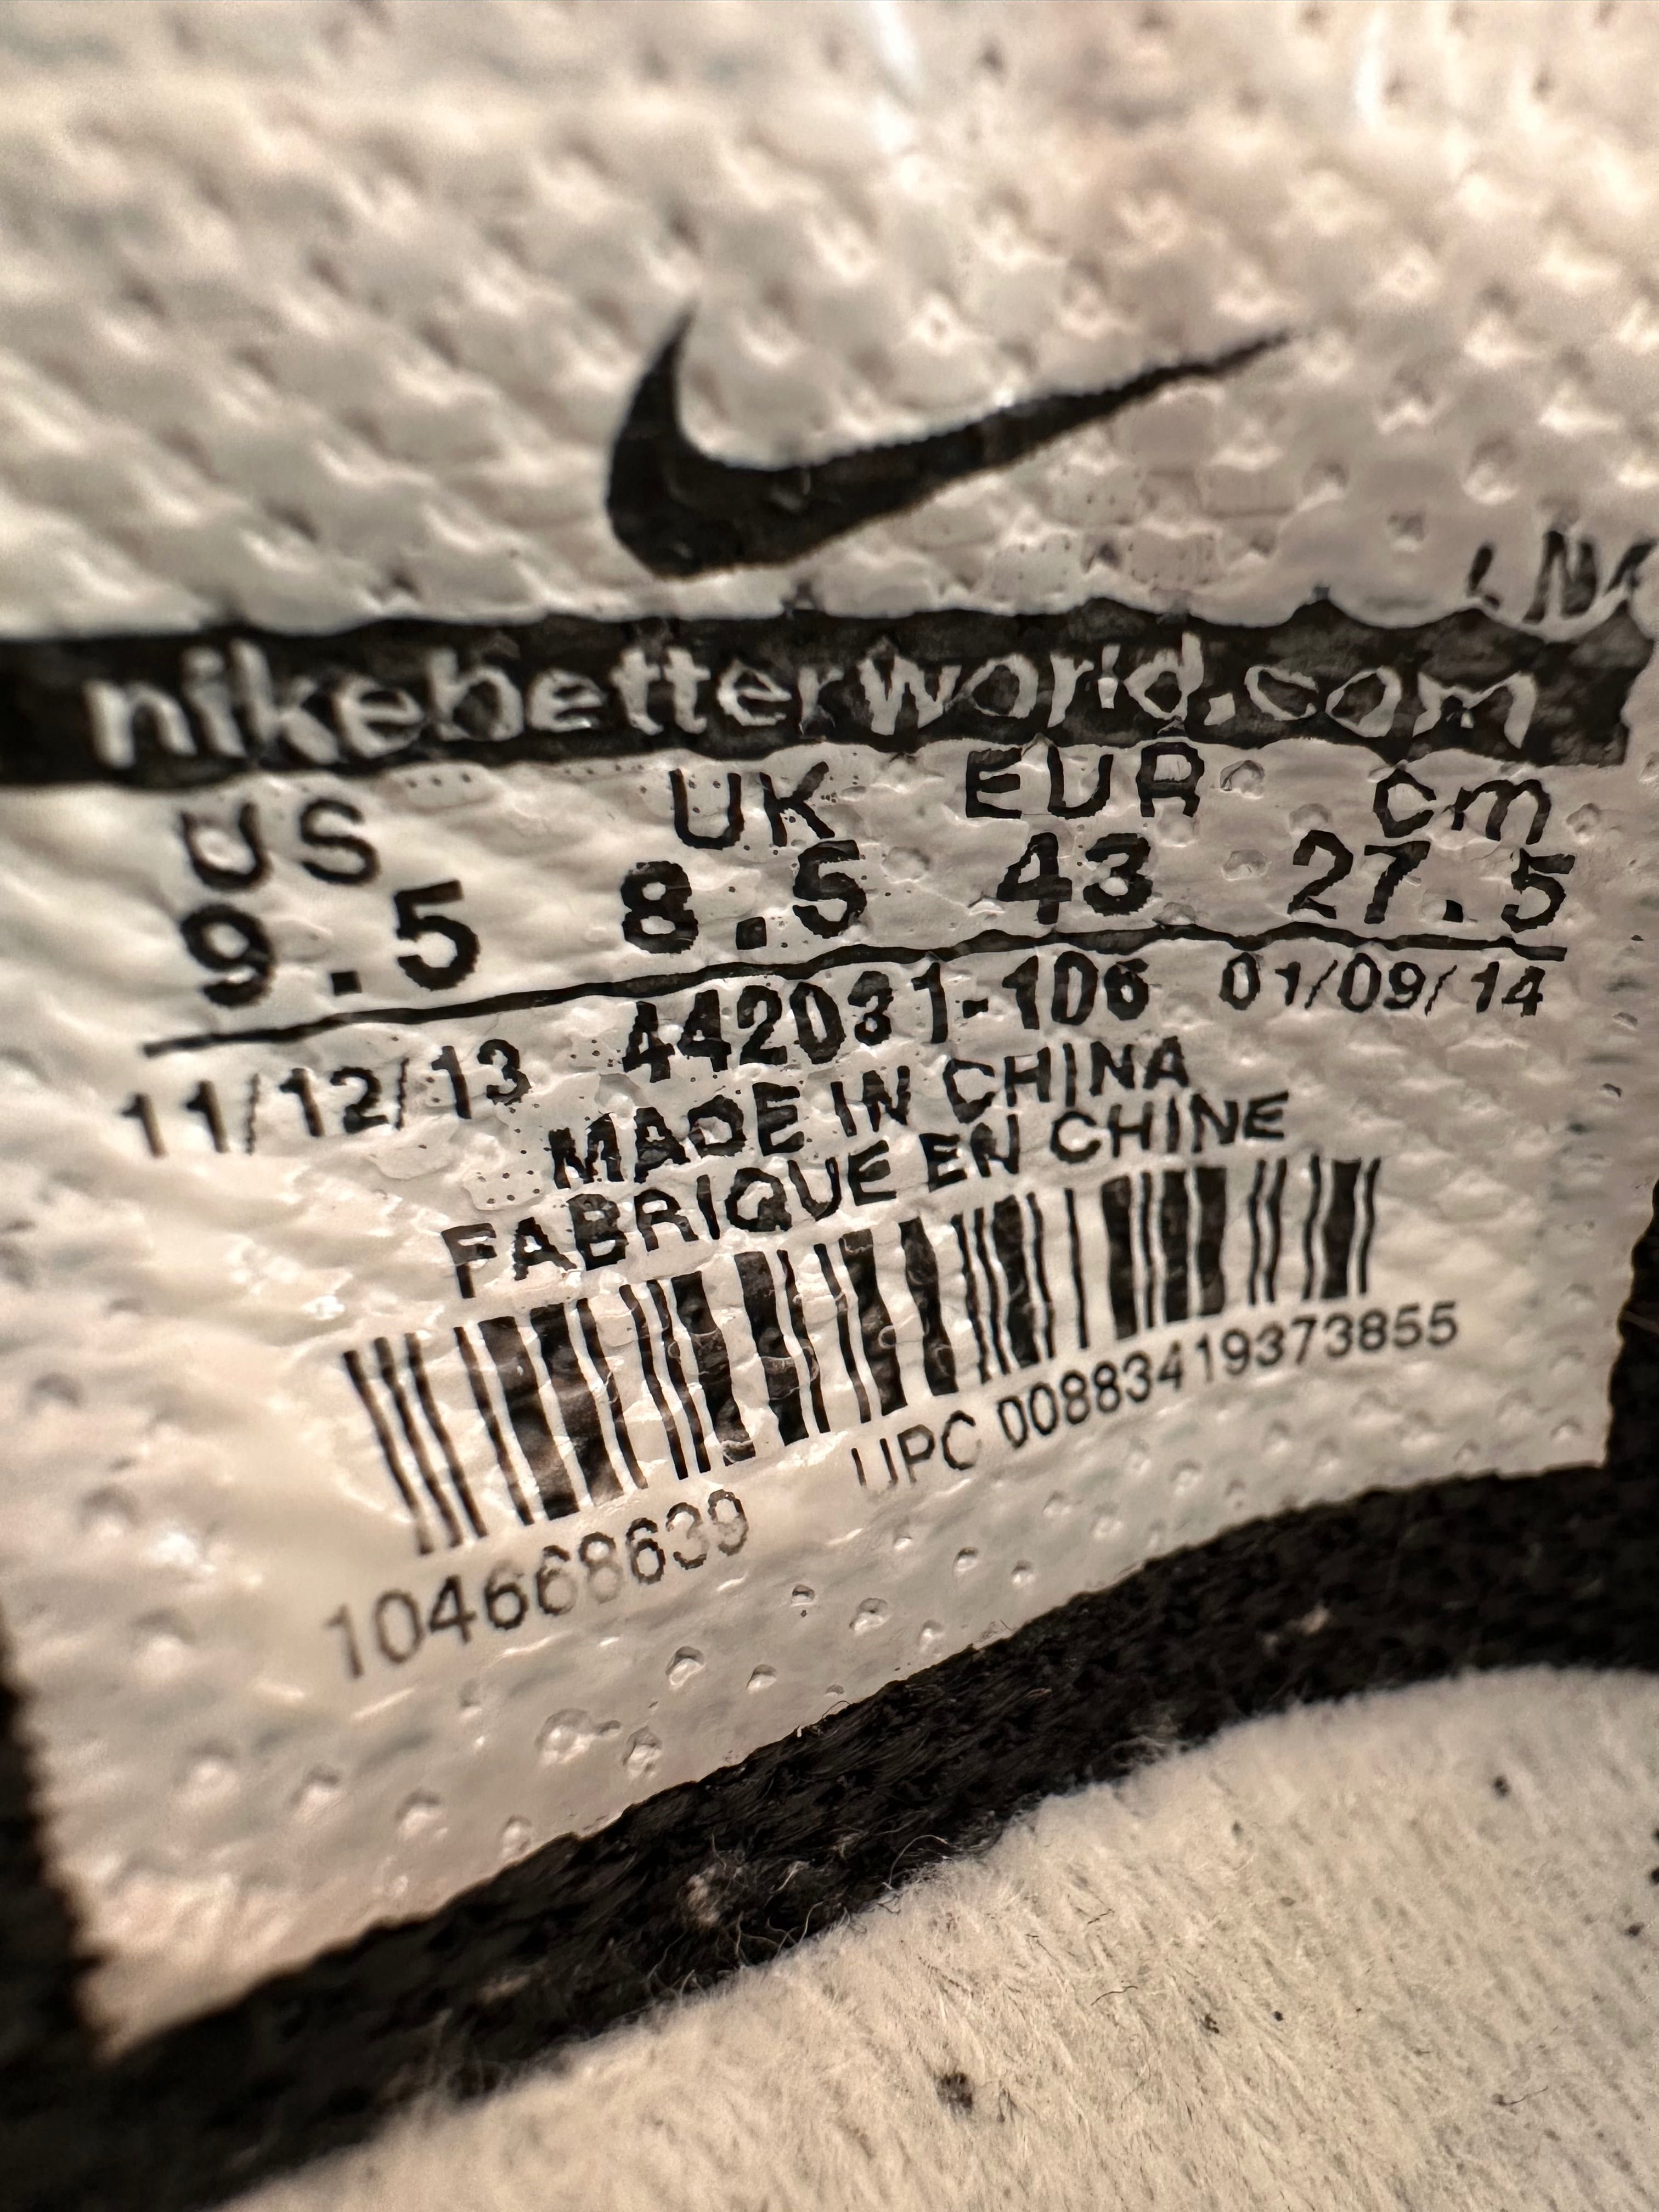 nikebetterworld.com
US UK EUR cm
9.5 8.5 43 27.5
11/12/13 442031-106 01/09/14
MADE IN CHINA
FABRIQUE EN CHINE
UPC 00883419373855
104668639